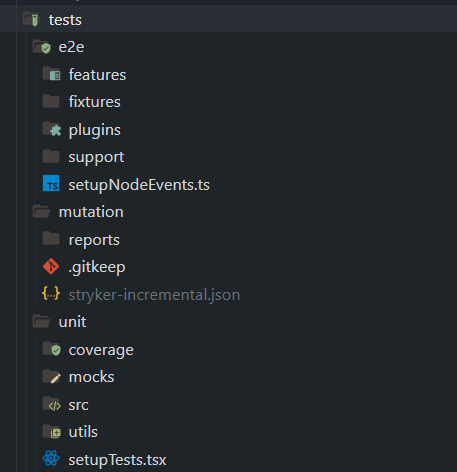 tests
e2e
features
fixtures
plugins
support
TS setupNodeEvents.ts
mutation
reports
.gitkeep
{..} stryker-incremental.json
unit
coverage
mocks
src
utils
setupTests.tsx